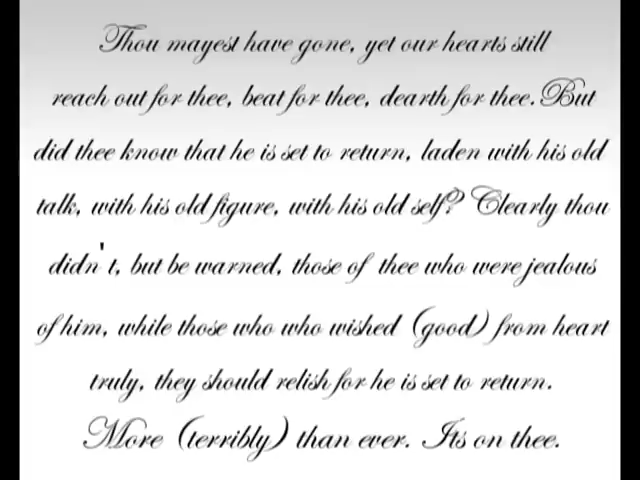 Thou mayest have gone, yet our hearts still
reach out for thee, beat for thee, dearth for thee. But
did thee know that he is set to return, laden with his old
talk, with his old figure, with his old self? Clearly thou
didn't, but be warned, those of thee who were jealous
of him, while those who who wished (good) from heart
truly, they should relish for he is set to return.
More (terribly) than ever. Its on thee.